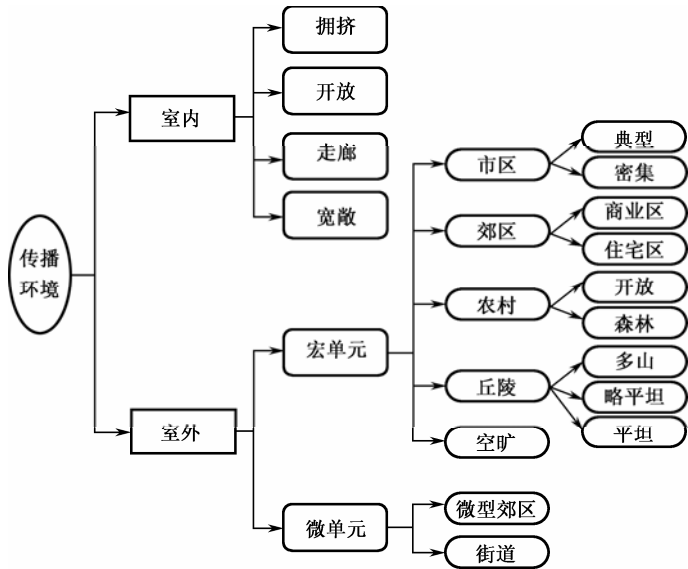 传播
环境
室内
拥挤
开放
走廊
宽敞
室外
宏单元
市区
典型
密集
郊区
商业区
住宅区
农村
开放
森林
丘陵
多山
略平坦
平坦
空旷
微单元
微型郊区
街道